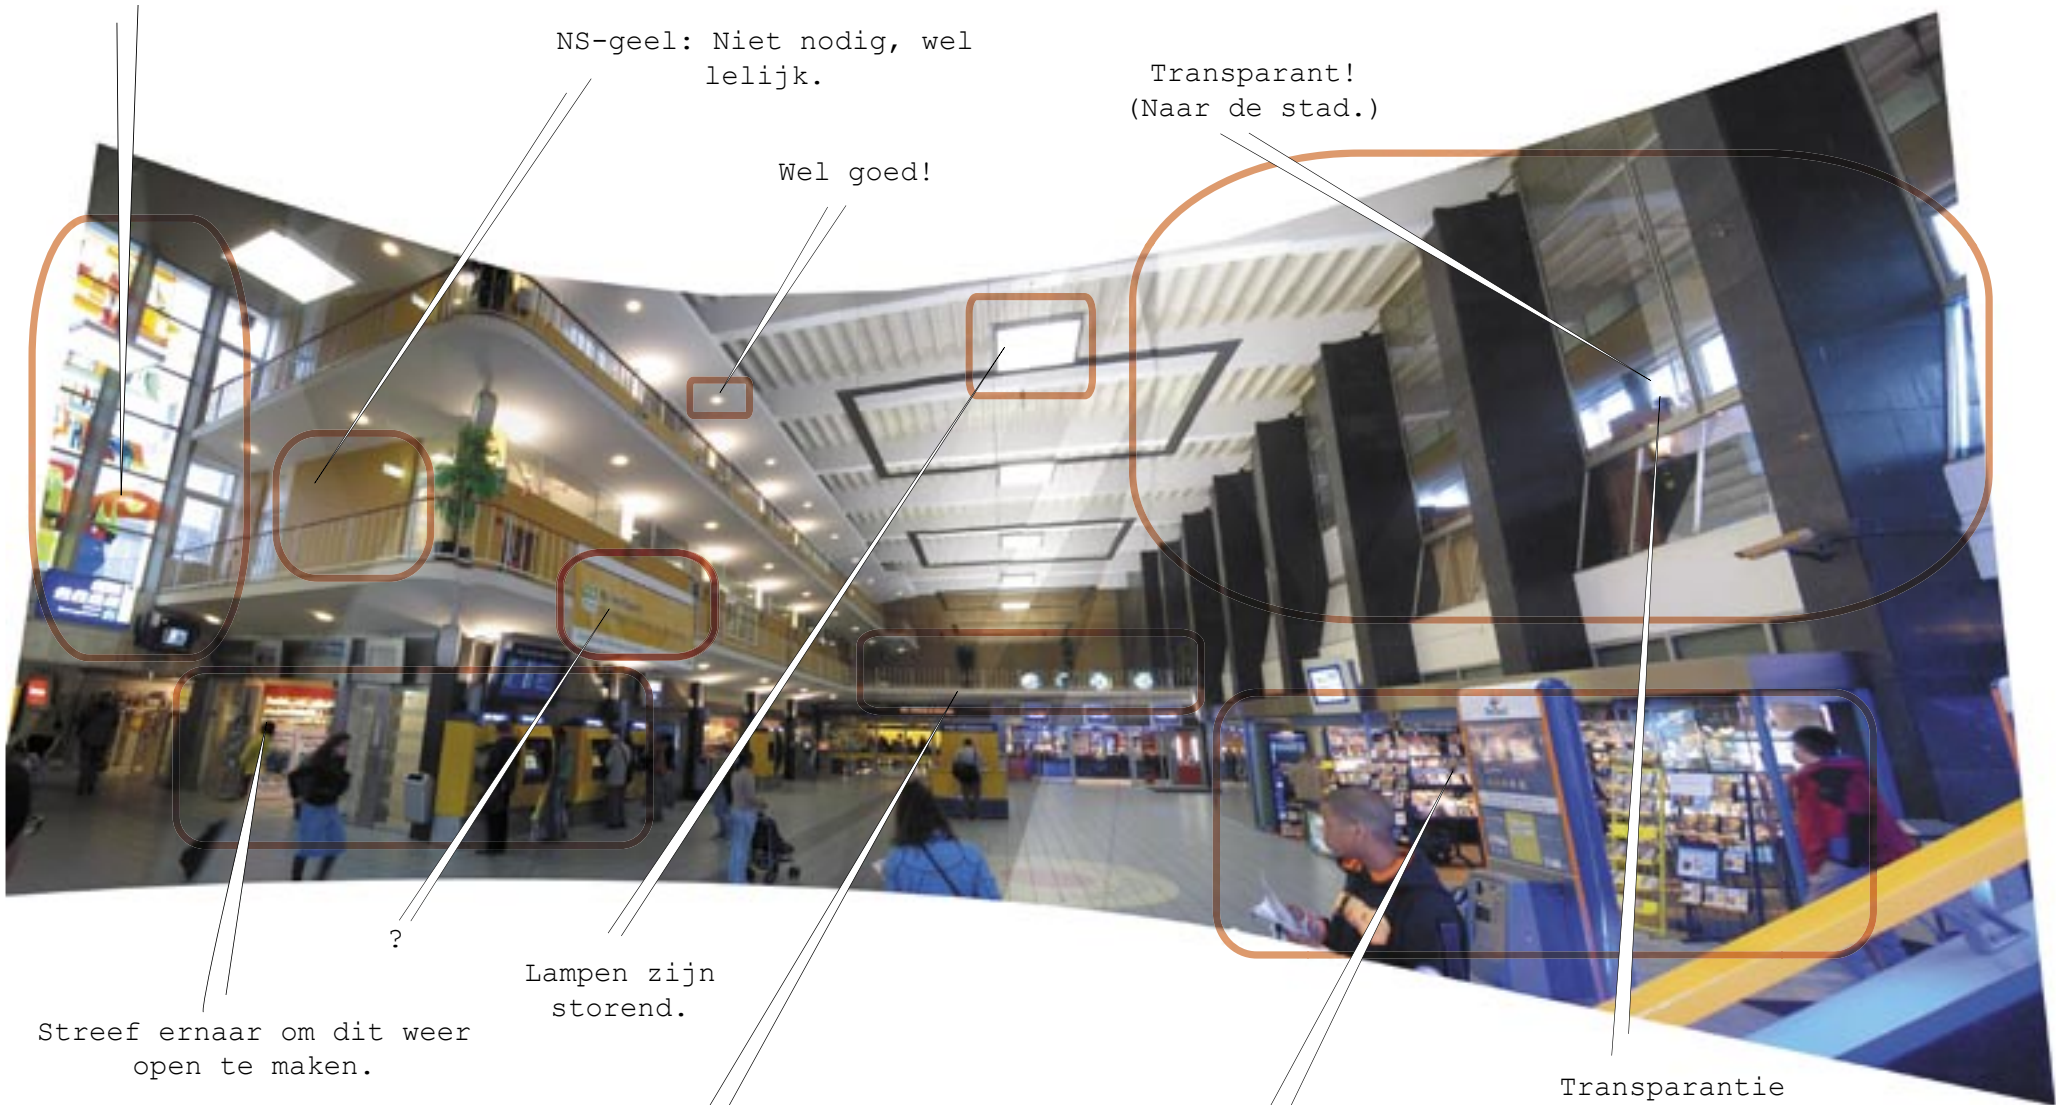 NS-geel: Niet nodig, wel
lelijk.
Transparant!
(Naar de stad.)
Wel goed!
?
Lampen zijn
storend.
Streef ernaar om dit weer
open te maken.
Transparantie